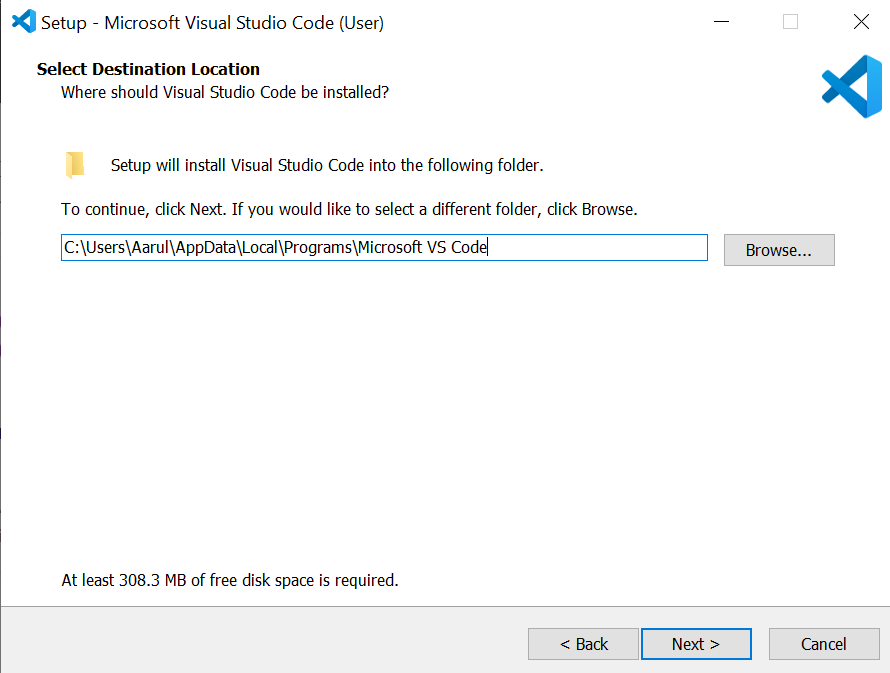 Setup - Microsoft Visual Studio Code (User)
Select Destination Location
Where should Visual Studio Code be installed?
Setup will install Visual Studio Code into the following folder.
To continue, click Next. If you would like to select a different folder, click Browse.
C:\Users\Aarul\AppData\Local\Programs\Microsoft VS Code
Browse...
At least 308.3 MB of free disk space is required.
< Back
Next >
Cancel